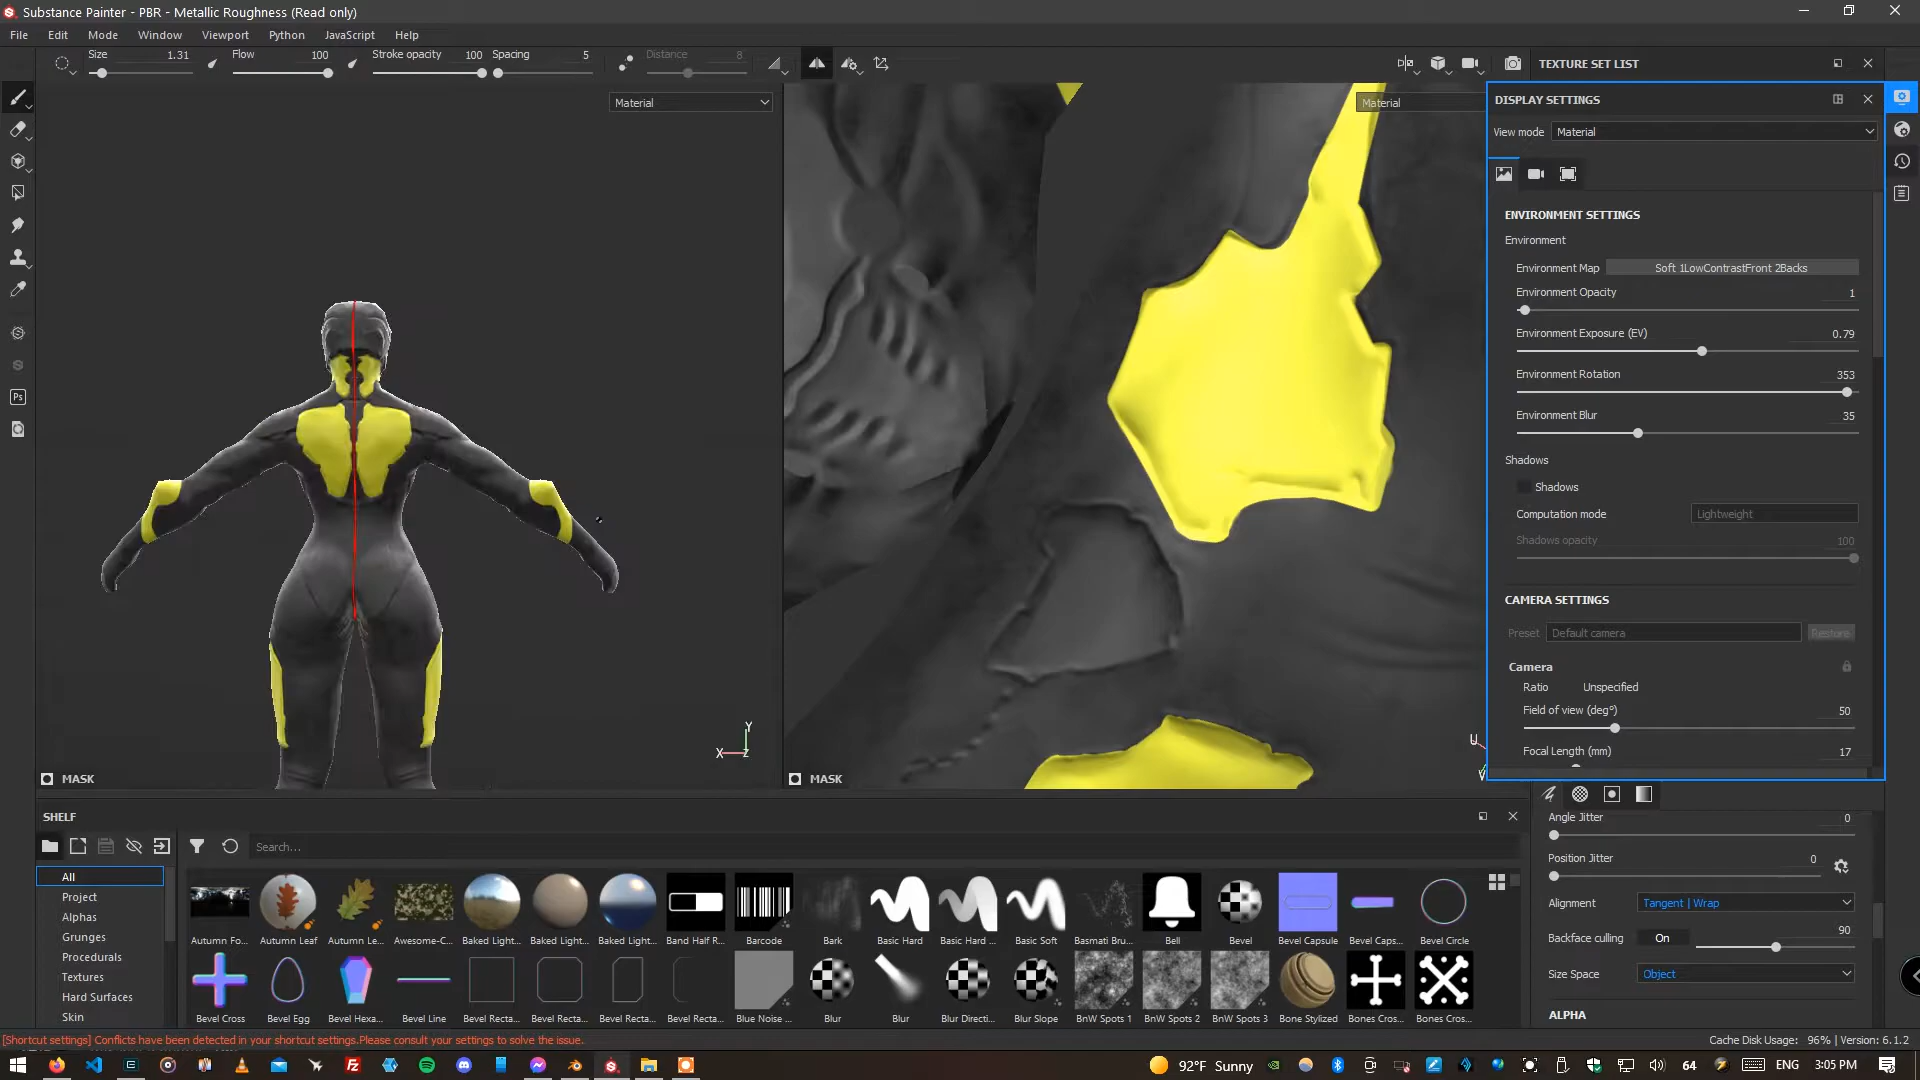 Substance Painter - PBR - Metallic Roughness (Read only)
File Edit Mode Window Viewport Python JavaScript Help
Size 1.31 Flow 100 Stroke opacity 100 Spacing 5 Distance 8
TEXTURE SET LIST
Material
Material
DISPLAY SETTINGS
View mode Material
ENVIRONMENT SETTINGS
Environment
Environment Map Soft 1LowContrastFront 2Backs
Environment Opacity 1
Environment Exposure (EV) 0.79
Environment Rotation 353
Environment Blur 35
Shadows
Shadows
Computation mode Lightweight
Shadows opacity 100
CAMERA SETTINGS
Preset Default camera Restore
Camera
Ratio Unspecified
Field of view (deg°) 50
Focal Length (mm) 17
Y
X Z
U
V
MASK
MASK
SHELF
Search...
All
Project
Alphas
Grunges
Procedurals
Textures
Hard Surfaces
Skin
Autumn Fo... Autumn Leaf Autumn Le... Awesome-C... Baked Light... Baked Light... Baked Light... Band Half R... Barcode Bark Basic Hard Basic Hard ... Basic Soft Basmati Bru... Bell Bevel Bevel Capsule Bevel Caps... Bevel Circle
Bevel Cross Bevel Egg Bevel Hexa... Bevel Line Bevel Recta... Bevel Recta... Bevel Recta... Bevel Recta... Blue Noise ... Blur Blur Blur Directi... Blur Slope BnW Spots 1 BnW Spots 2 BnW Spots 3 Bone Stylized Bones Cros... Bones Cros...
Angle Jitter 0
Position Jitter 0
Alignment Tangent | Wrap
Backface culling On 90
Size Space Object
ALPHA
[Shortcut settings] Conflicts have been detected in your shortcut settings.Please consult your settings to solve the issue.
Cache Disk Usage: 96% | Version: 6.1.2
Ps
92°F Sunny
64
ENG
3:05 PM